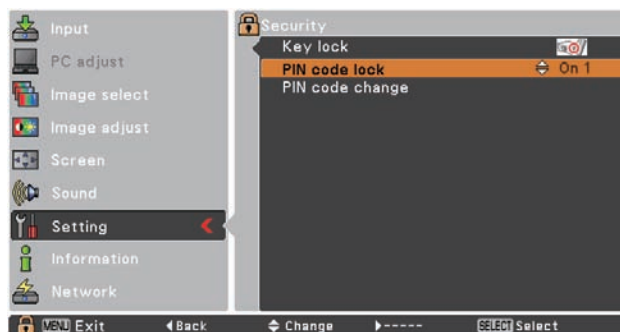 Input
PC adjust
Image select
Image adjust
Screen
Sound
Setting
Information
Network
Security
Key lock
PIN code lock On 1
PIN code change
MENU Exit Back Change ----- SELECT Select